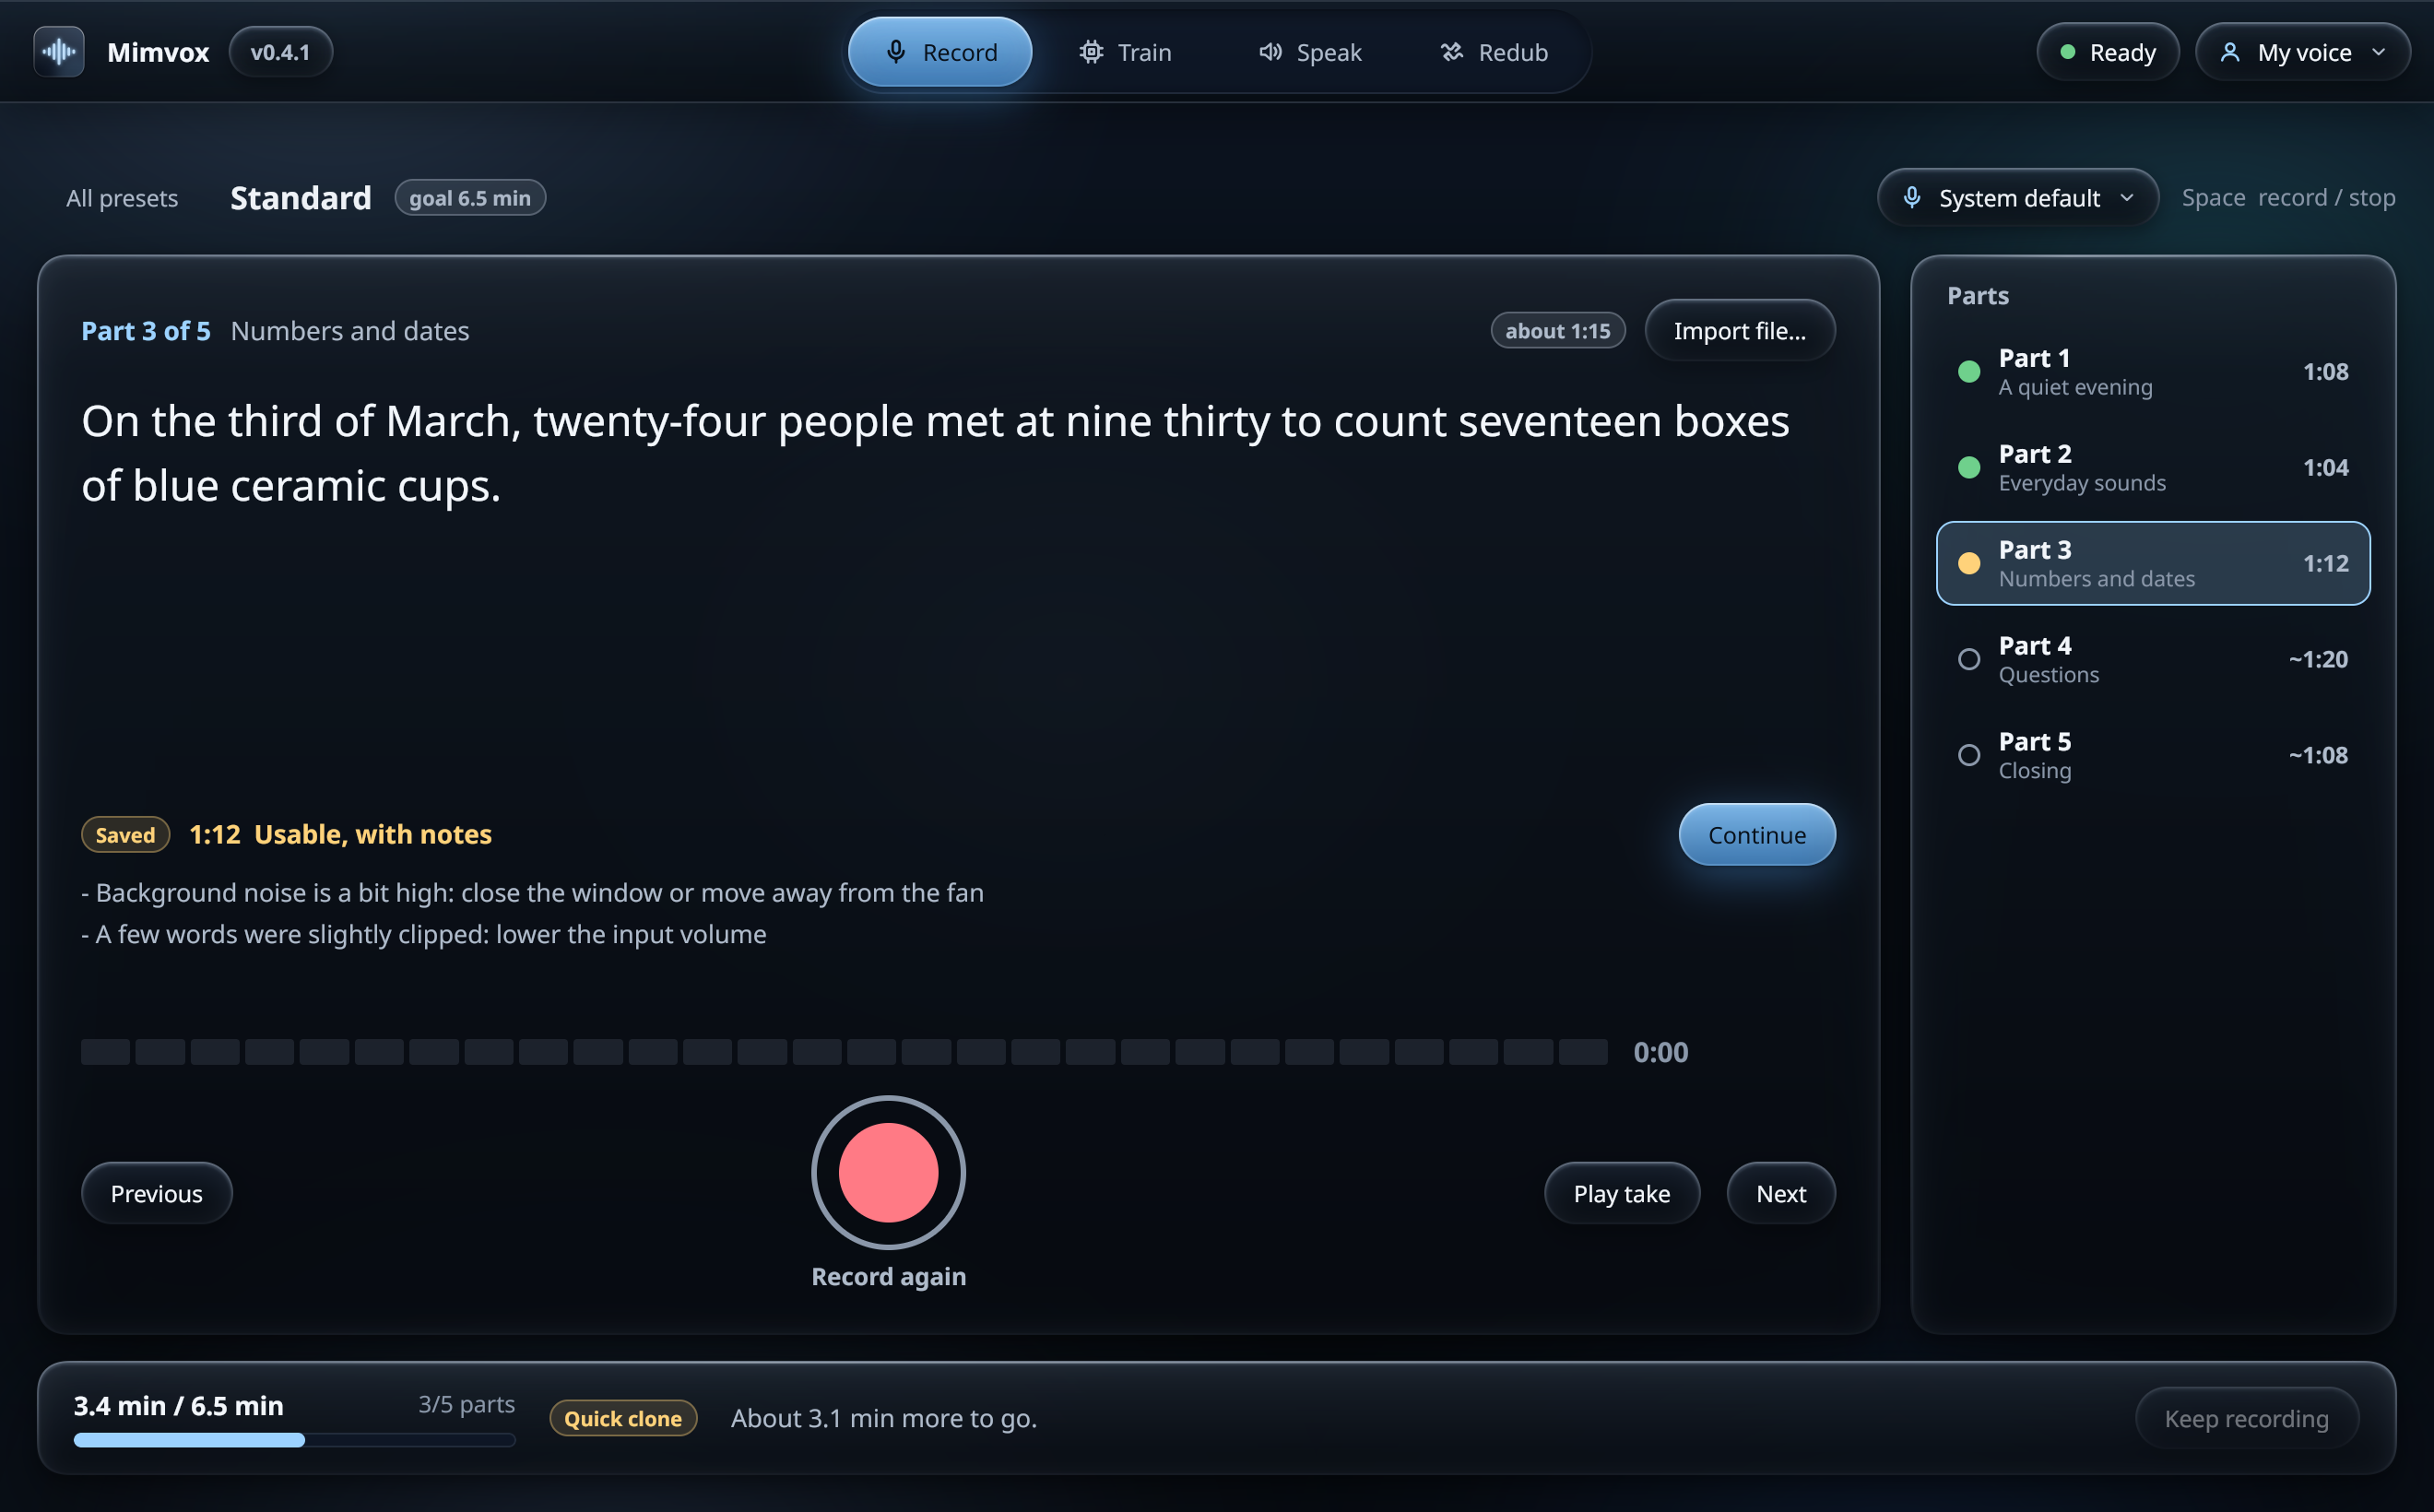 Mimvox v0.4.1 Record Train Speak Redub Ready My voice
All presets Standard goal 6.5 min System default Space record / stop
Part 3 of 5 Numbers and dates about 1:15 Import file...
On the third of March, twenty-four people met at nine thirty to count seventeen boxes
of blue ceramic cups.
Saved 1:12 Usable, with notes Continue
- Background noise is a bit high: close the window or move away from the fan
- A few words were slightly clipped: lower the input volume
0:00
Previous Play take Next
Record again
Parts
Part 1 1:08
A quiet evening
Part 2 1:04
Everyday sounds
Part 3 1:12
Numbers and dates
Part 4 ~1:20
Questions
Part 5 ~1:08
Closing
3.4 min / 6.5 min 3/5 parts Quick clone About 3.1 min more to go. Keep recording